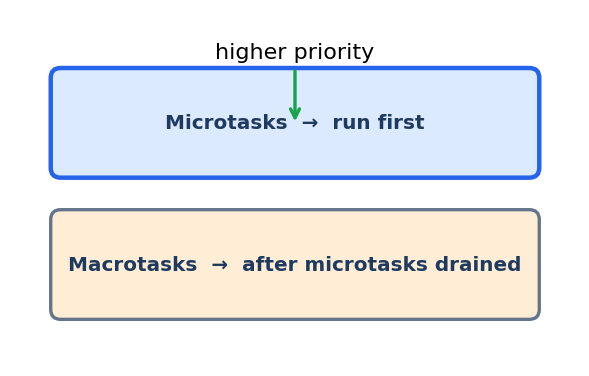 higher priority
Microtasks → run first
Macrotasks → after microtasks drained